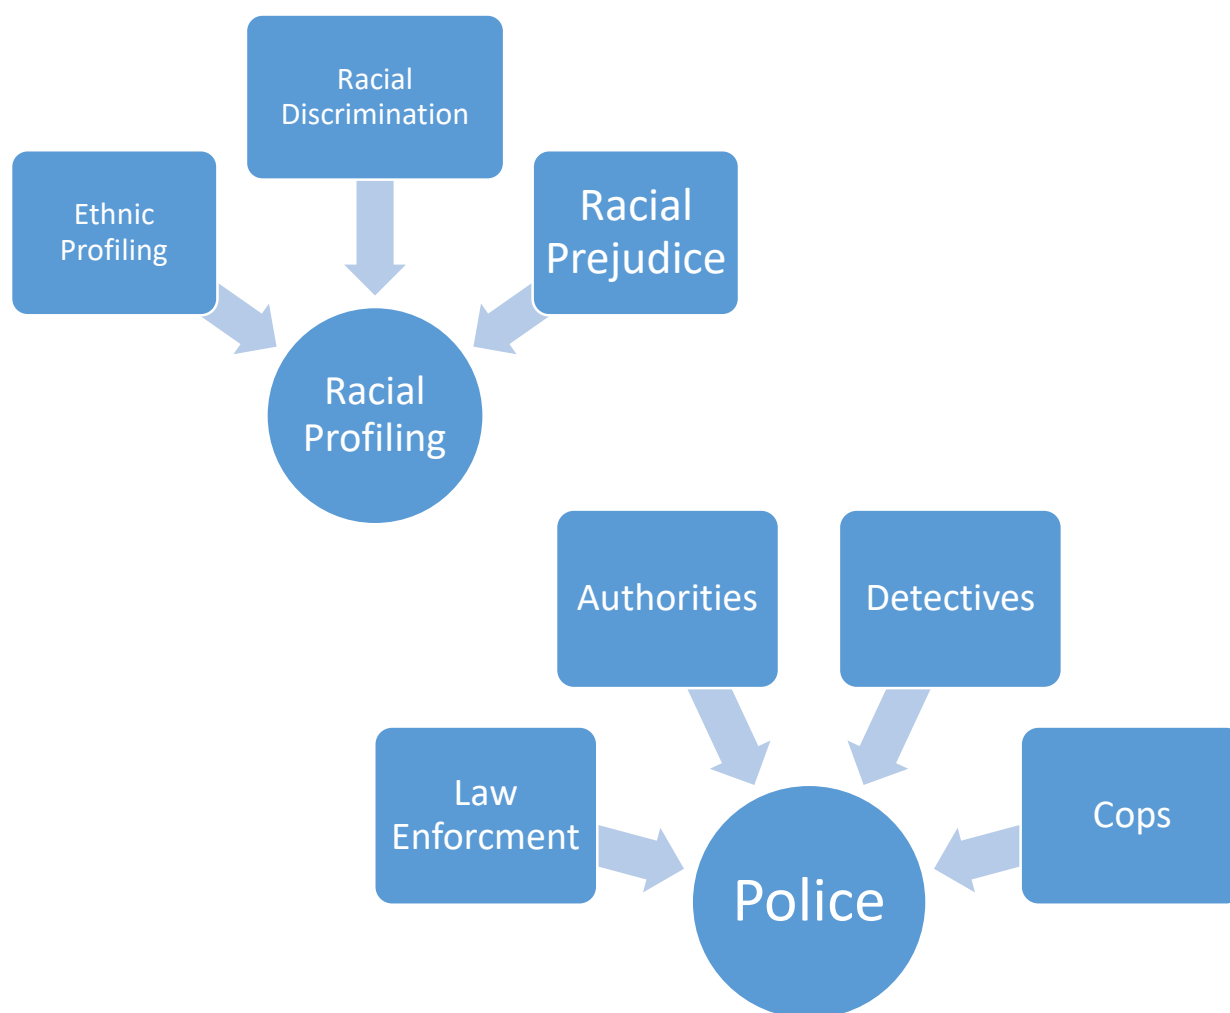 Racial
Discrimination
Ethnic
Profiling
Racial
Prejudice
Racial
Profiling
Authorities
Detectives
Law
Enforcment
Cops
Police